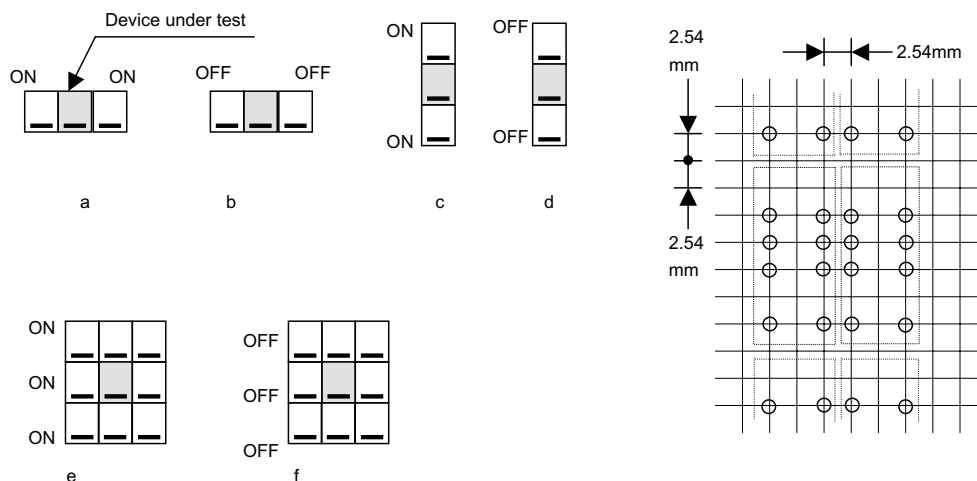 Device under test
ON ON
OFF OFF
ON
ON
OFF
OFF
a
b
c
d
2.54
mm
2.54mm
2.54
mm
ON
ON
ON
e
OFF
OFF
OFF
f